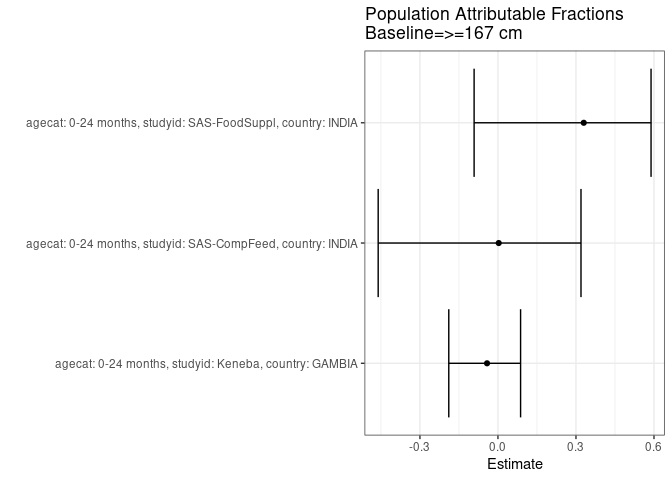 Population Attributable Fractions
Baseline=>=167 cm
agecat: 0-24 months, studyid: SAS-FoodSuppl, country: INDIA
agecat: 0-24 months, studyid: SAS-CompFeed, country: INDIA
agecat: 0-24 months, studyid: Keneba, country: GAMBIA
-0.3 0.0 0.3 0.6
Estimate